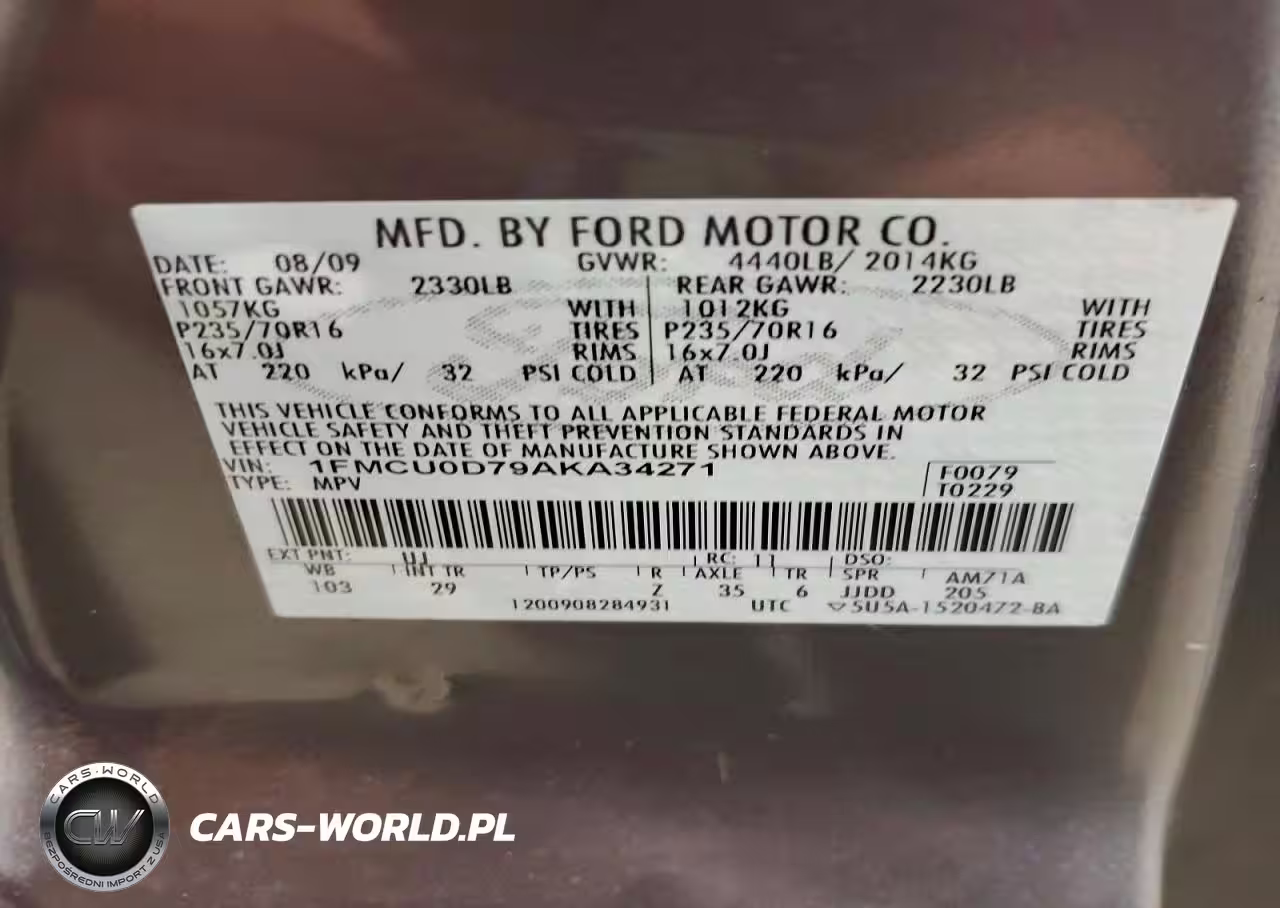 MFD. BY FORD MOTOR CO.
DATE: 08/09 GVWR: 4440LB/ 2014KG
FRONT GAWR: 2330LB REAR GAWR: 2230LB
1057KG WITH 1012KG WITH
P235/70R16 TIRES P235/70R16 TIRES
16x7.0J RIMS 16x7.0J RIMS
AT 220 kPa/ 32 PSI COLD AT 220 kPa/ 32 PSI COLD
THIS VEHICLE CONFORMS TO ALL APPLICABLE FEDERAL MOTOR
VEHICLE SAFETY AND THEFT PREVENTION STANDARDS IN
EFFECT ON THE DATE OF MANUFACTURE SHOWN ABOVE.
VIN: 1FMCU0D79AKA34271 F0079
TYPE: MPV T0229
EXT PNT: UJ RC: 11 DSO:
WB INT TR TP/PS R AXLE TR SPR AM71A
103 29 Z 35 6 JJDD 205
1200908284931 UTC ▽5U5A-1520472-BA
CARS-WORLD
CW
BEZPOŚREDNI IMPORT Z USA
CARS-WORLD.PL